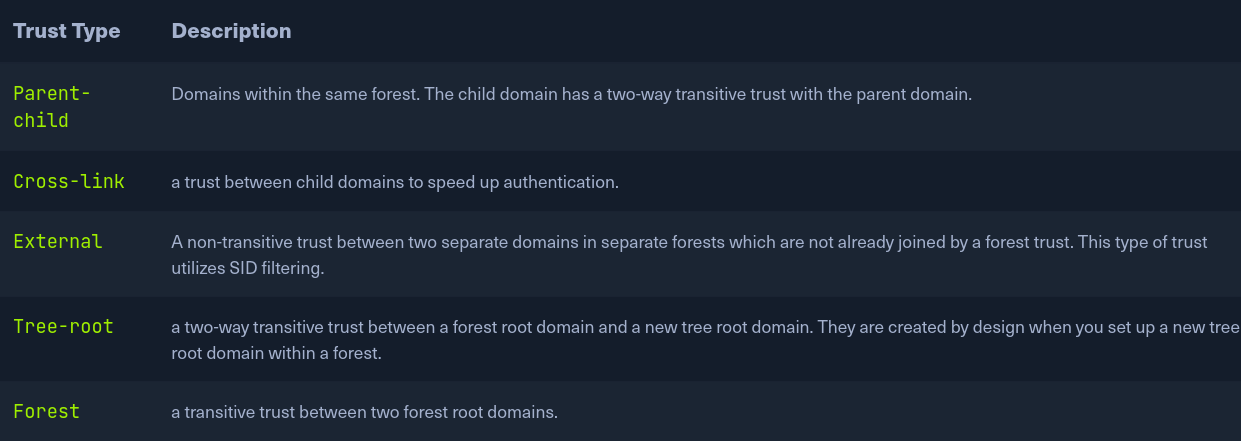 Trust Type Description
Parent-
child
Domains within the same forest. The child domain has a two-way transitive trust with the parent domain.
Cross-link a trust between child domains to speed up authentication.
External A non-transitive trust between two separate domains in separate forests which are not already joined by a forest trust. This type of trust
utilizes SID filtering.
Tree-root a two-way transitive trust between a forest root domain and a new tree root domain. They are created by design when you set up a new tree
root domain within a forest.
Forest a transitive trust between two forest root domains.